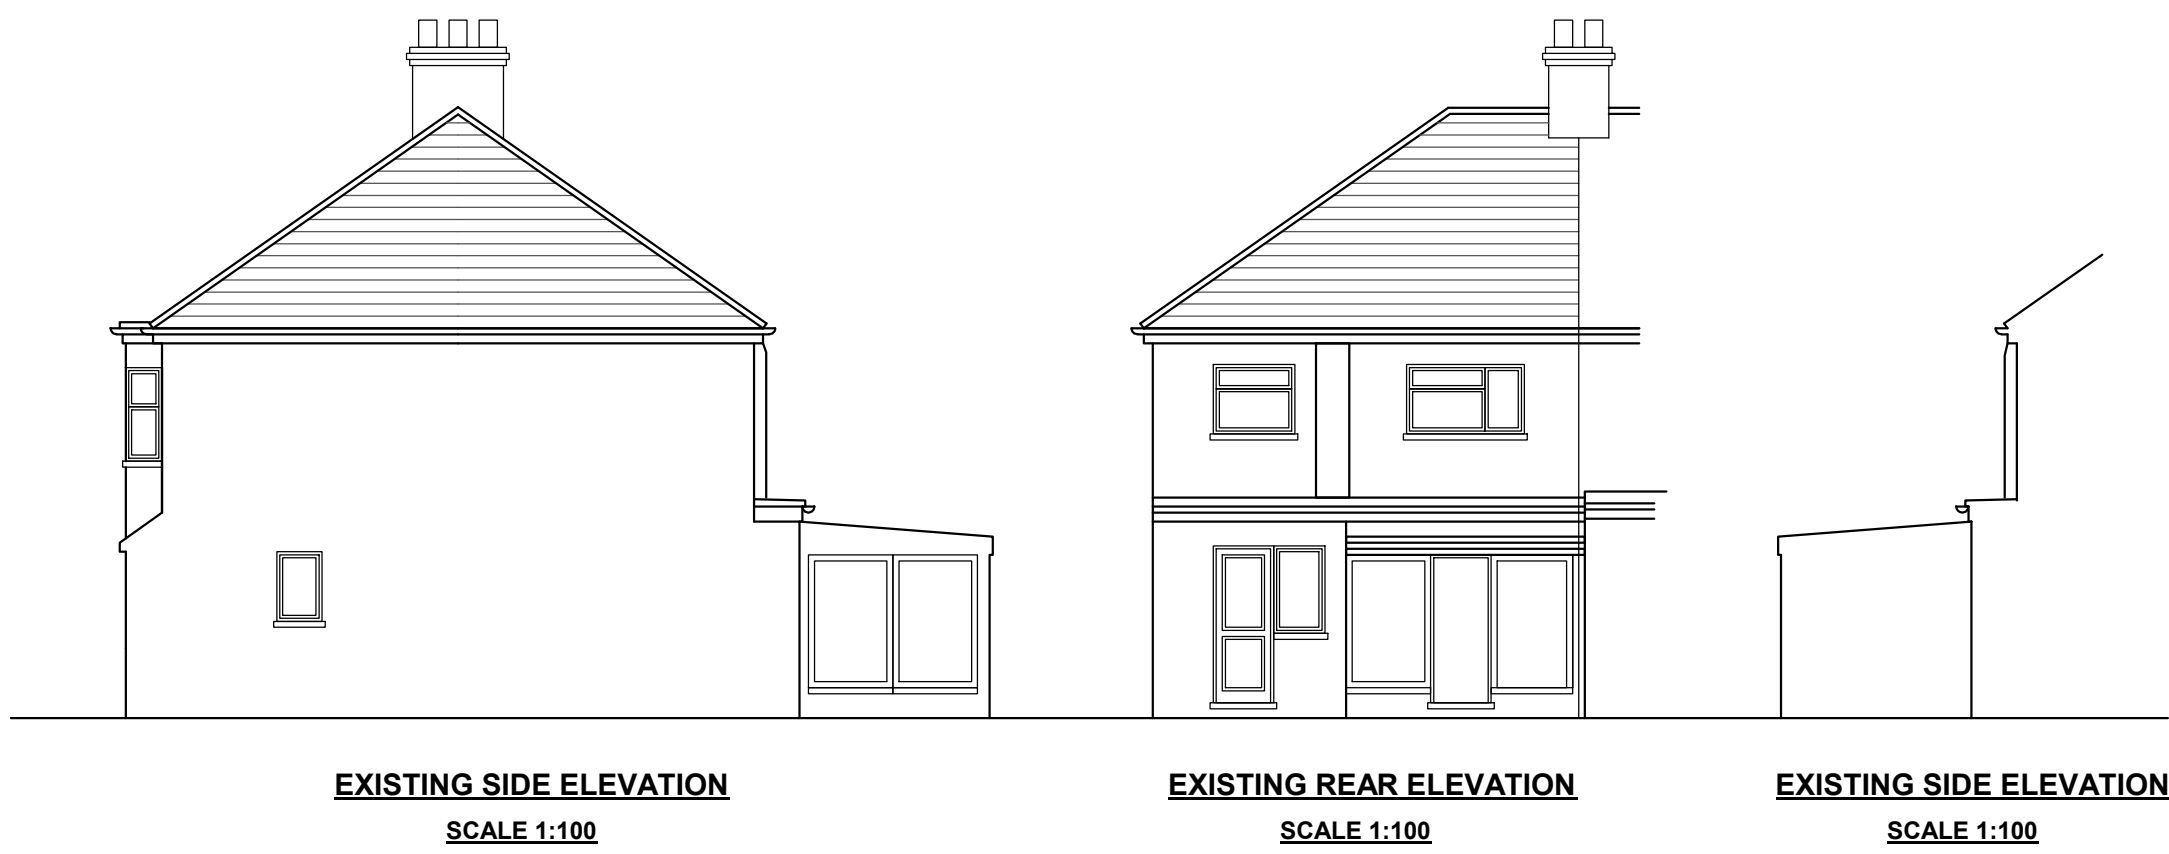 EXISTING SIDE ELEVATION
SCALE 1:100
EXISTING REAR ELEVATION
SCALE 1:100
EXISTING SIDE ELEVATION
SCALE 1:100